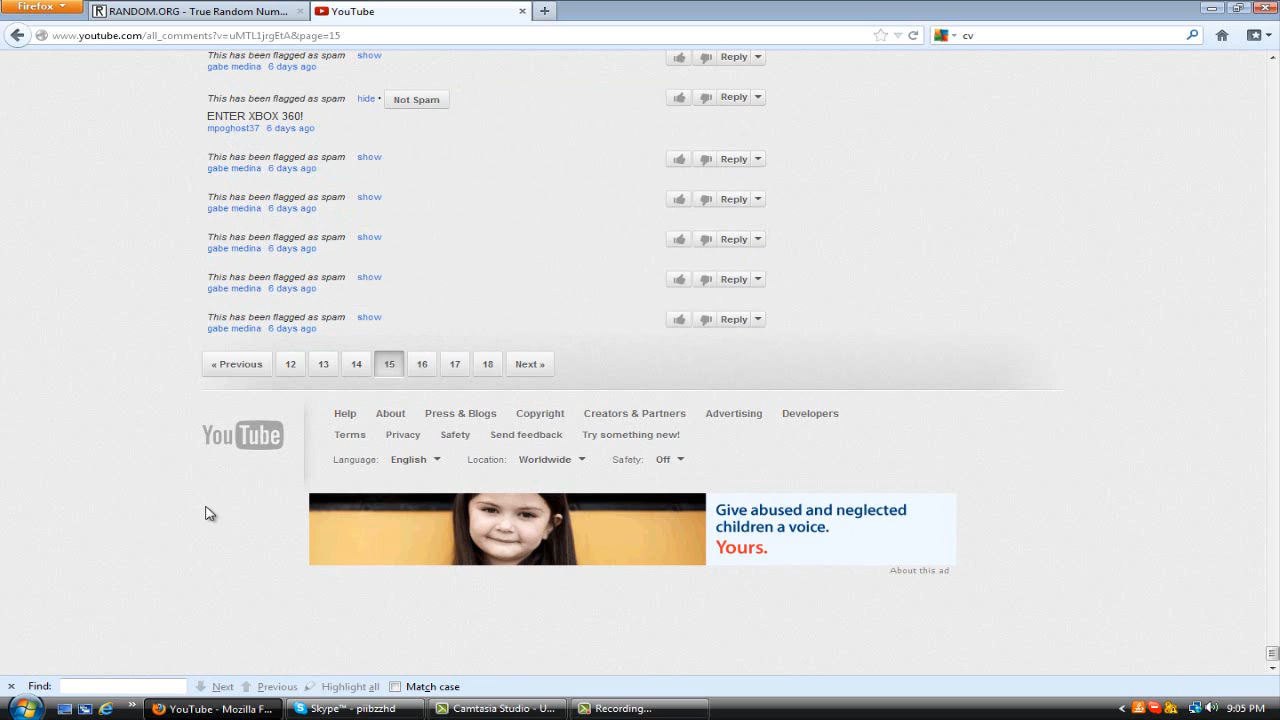 Firefox
RANDOM.ORG - True Random Num...
YouTube
www.youtube.com/all_comments?v=uMTL1jrgEtA&page=15
cv
This has been flagged as spam show
gabe medina 6 days ago
Reply
This has been flagged as spam hide • Not Spam
ENTER XBOX 360!
mpoghost37 6 days ago
Reply
This has been flagged as spam show
gabe medina 6 days ago
Reply
This has been flagged as spam show
gabe medina 6 days ago
Reply
This has been flagged as spam show
gabe medina 6 days ago
Reply
This has been flagged as spam show
gabe medina 6 days ago
Reply
This has been flagged as spam show
gabe medina 6 days ago
Reply
« Previous 12 13 14 15 16 17 18 Next »
YouTube
Help About Press & Blogs Copyright Creators & Partners Advertising Developers
Terms Privacy Safety Send feedback Try something new!
Language: English Location: Worldwide Safety: Off
Give abused and neglected
children a voice.
Yours.
About this ad
Find: Next Previous Highlight all Match case
YouTube - Mozilla F... Skype™ - piibzzhd Camtasia Studio - U... Recording... 9:05 PM